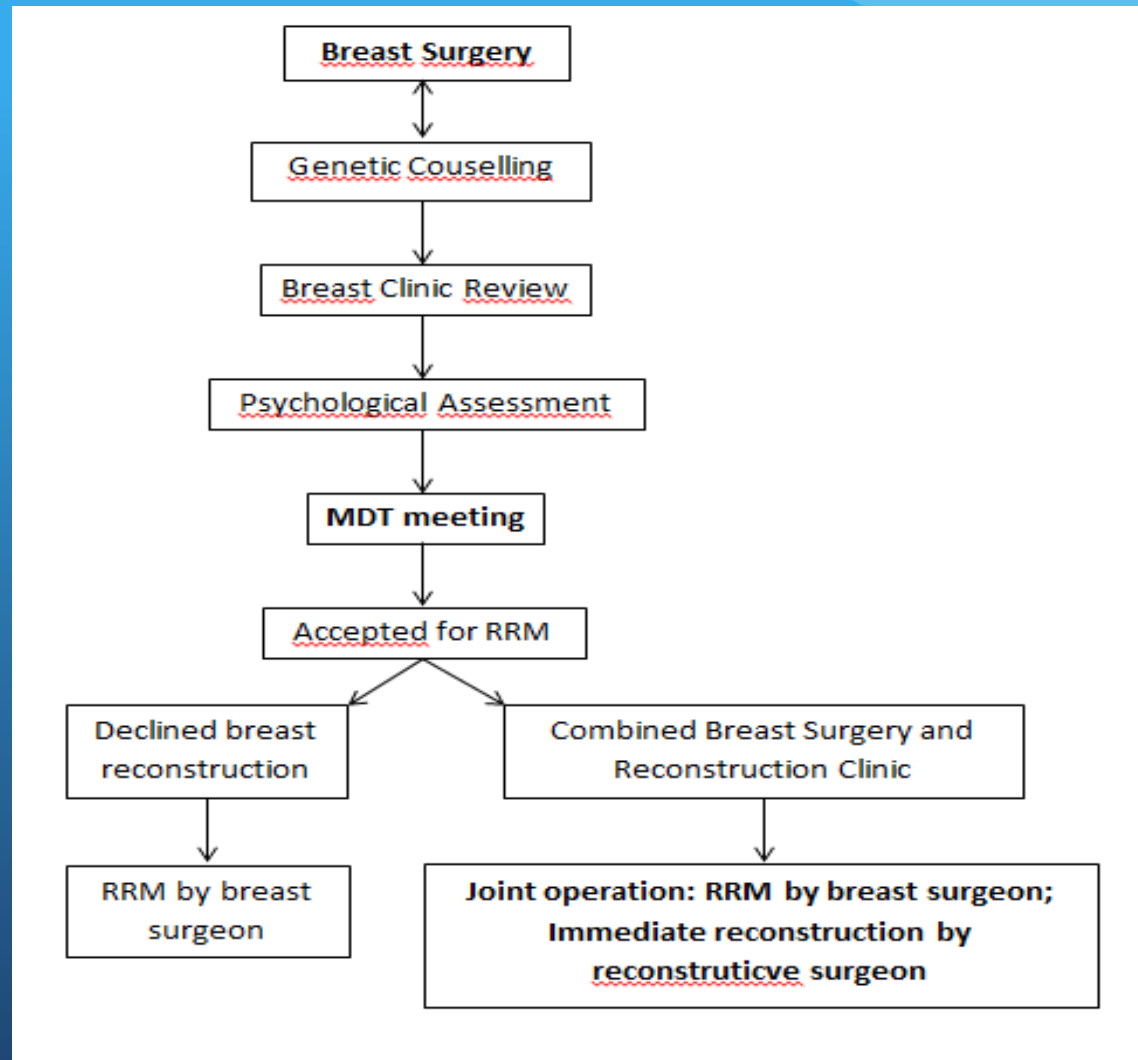 Breast Surgery
Genetic Couselling
Breast Clinic Review
Psychological Assessment
MDT meeting
Accepted for RRM
Declined breast
reconstruction
Combined Breast Surgery and
Reconstruction Clinic
RRM by breast
surgeon
Joint operation: RRM by breast surgeon;
Immediate reconstruction by
reconstruticve surgeon